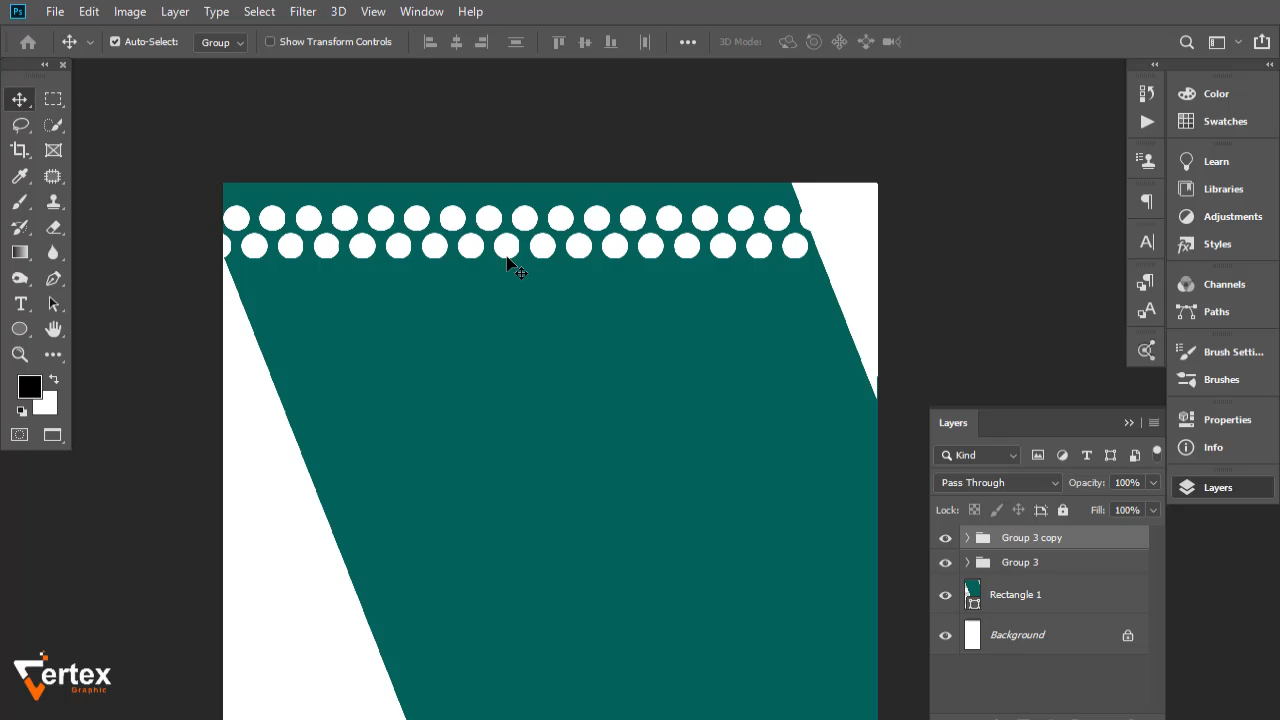 Ps File Edit Image Layer Type Select Filter 3D View Window Help
Auto-Select: Group Show Transform Controls 3D Mode:
Color
Swatches
Learn
Libraries
Adjustments
Styles
Channels
Paths
Brush Setti...
Brushes
Properties
Info
Layers
Layers
Kind
Pass Through Opacity: 100%
Lock: Fill: 100%
Group 3 copy
Group 3
Rectangle 1
Background
Vertex
Graphic